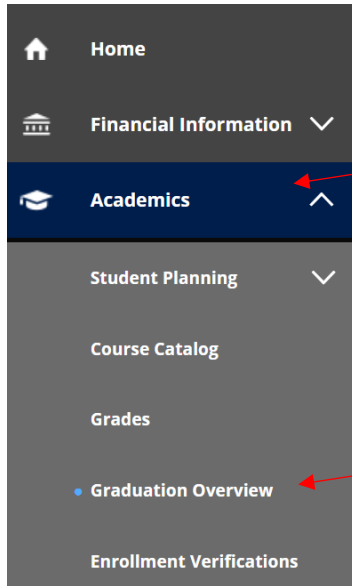 Home
Financial Information
Academics
Student Planning
Course Catalog
Grades
Graduation Overview
Enrollment Verifications